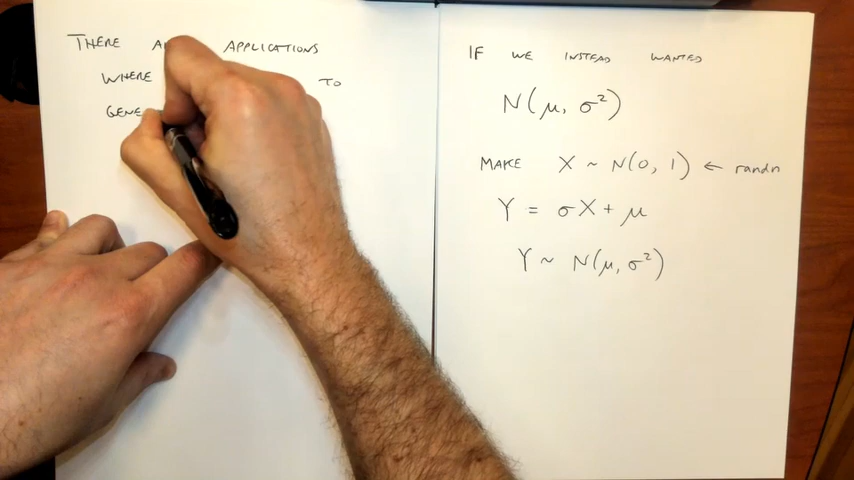 THERE APPLICATIONS
WHERE TO
GENE
IF WE INSTEAD WANTED
N(μ, σ²)
MAKE X ~ N(0, 1) ← randn
Y = σX + μ
Y ~ N(μ, σ²)